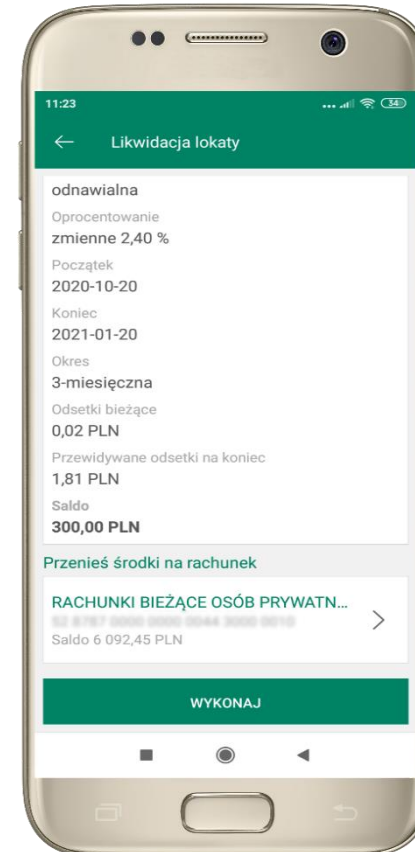 11:23
34
Likwidacja lokaty
odnawialna
Oprocentowanie
zmienne 2,40 %
Początek
2020-10-20
Koniec
2021-01-20
Okres
3-miesięczna
Odsetki bieżące
0,02 PLN
Przewidywane odsetki na koniec
1,81 PLN
Saldo
300,00 PLN
Przenieś środki na rachunek
RACHUNKI BIEŻĄCE OSÓB PRYWATN...
Saldo 6 092,45 PLN
WYKONAJ